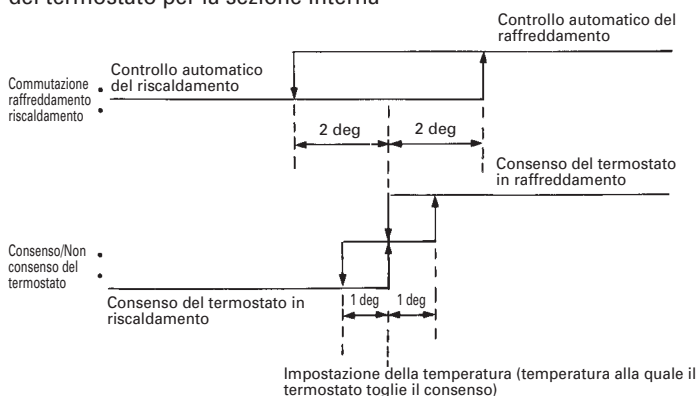 del termostato per la sezione interna
Controllo automatico del
raffreddamento
Controllo automatico
del riscaldamento
Commutazione
raffreddamento
riscaldamento
2 deg
2 deg
Consenso del termostato
in raffreddamento
Consenso/Non
consenso del
termostato
Consenso del termostato in
riscaldamento
1 deg
1 deg
Impostazione della temperatura (temperatura alla quale il
termostato toglie il consenso)